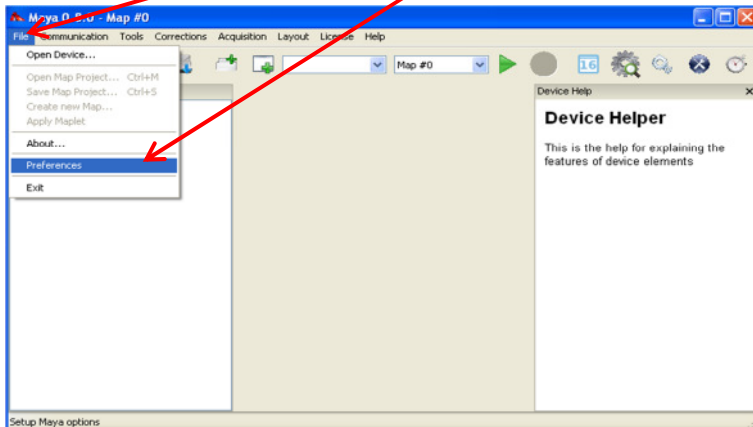 Maya 0.8.0 - Map #0
File Communication Tools Corrections Acquisition Layout License Help
Open Device...
Open Map Project... Ctrl+M
Save Map Project... Ctrl+S
Create new Map...
Apply Maplet
About...
Preferences
Exit
Map #0
16
Device Help
Device Helper
This is the help for explaining the
features of device elements
Setup Maya options